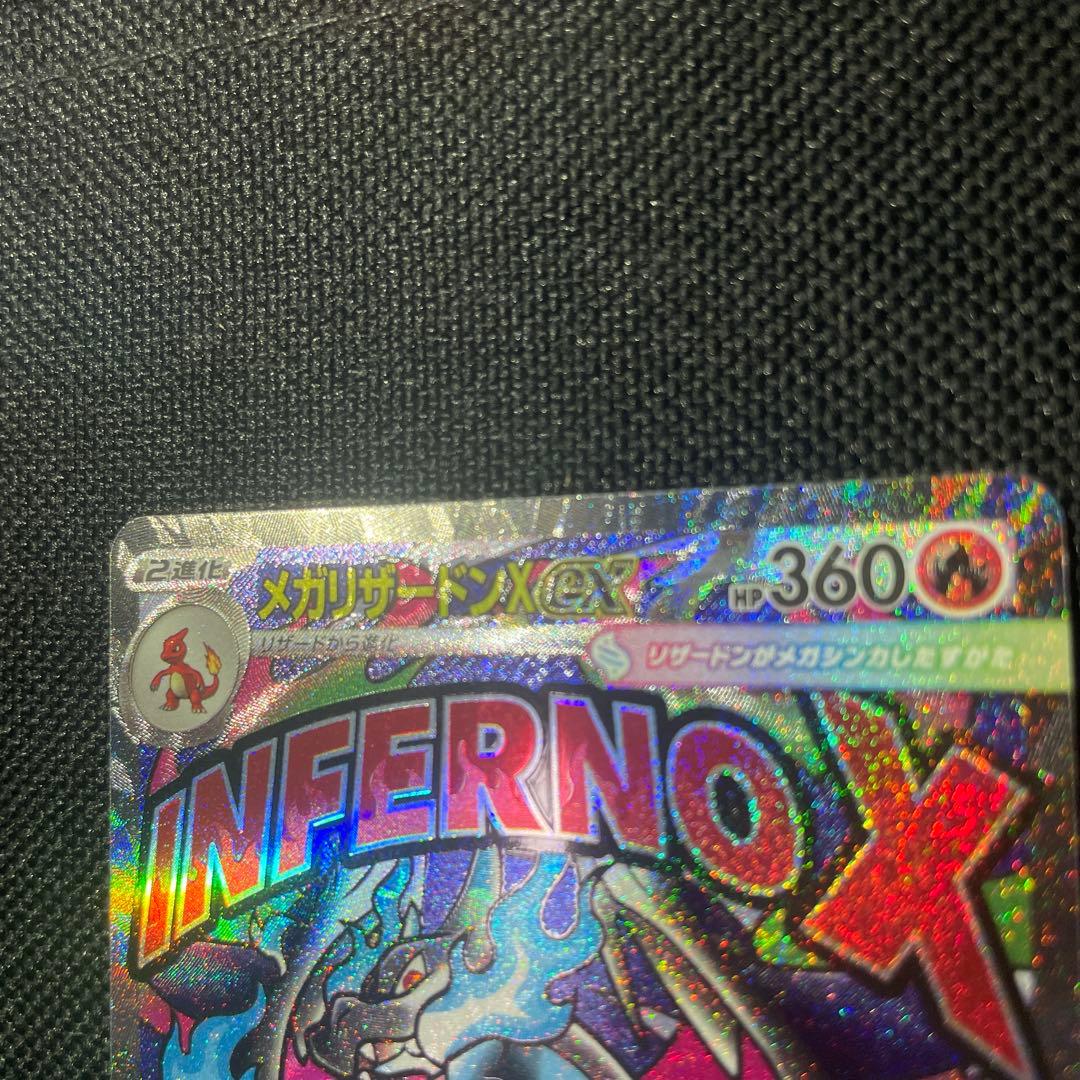 2進化
メガリザードンXex
HP360
リザードから進化
リザードンがメガシンカしたすがた
INFERNO X